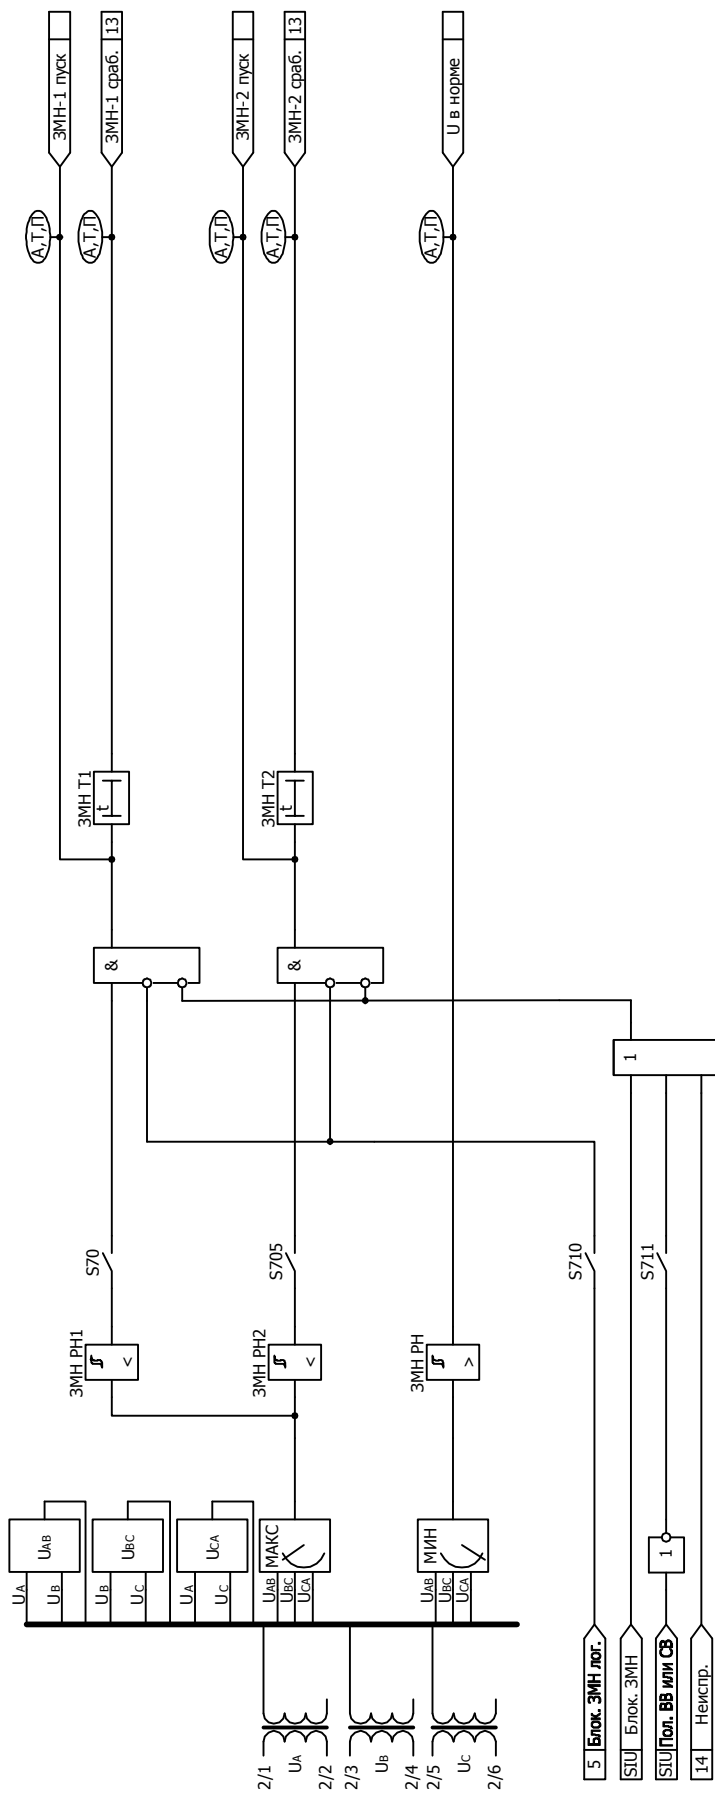 2/1
UA
2/2
2/3
UB
2/4
2/5
UC
2/6
UA
UB
UAB
UB
UC
UBC
UA
UC
UCA
МАКС
UAB
UBC
UCA
МИН
UAB
UBC
UCA
ЗМН РН1
<
S70
ЗМН РН2
<
S705
ЗМН РН
>
&
&
ЗМН Т1
t
ЗМН Т2
t
А,Т,П
ЗМН-1 пуск
А,Т,П
ЗМН-1 сраб. 13
А,Т,П
ЗМН-2 пуск
А,Т,П
ЗМН-2 сраб. 13
А,Т,П
U в норме
5 Блок. ЗМН лог.
S710
SIU Блок. ЗМН
SIU Пол. ВВ или СВ
1
S711
14 Неиспр.
1